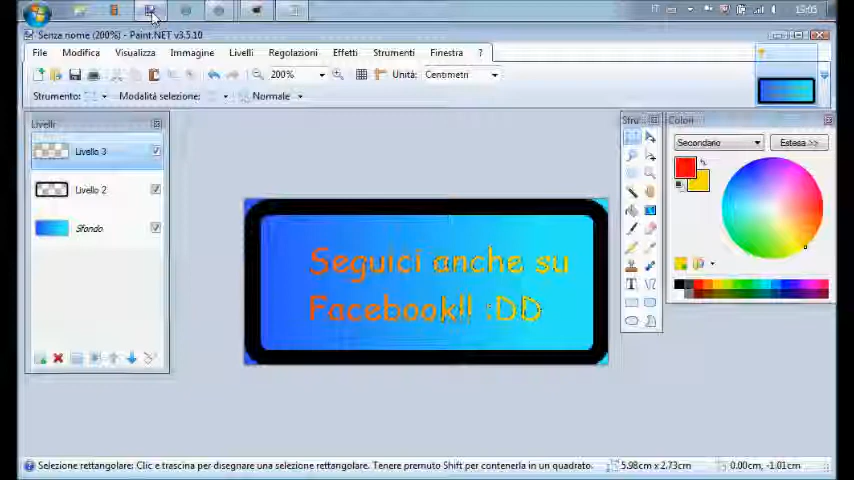 IT
15:05
Senza nome (200%) - Paint.NET v3.5.10
File Modifica Visualizza Immagine Livelli Regolazioni Effetti Strumenti Finestra ?
200% Unità: Centimetri
Strumento: Modalità selezione: Normale
Livelli
Livello 3
Livello 2
Sfondo
Stru...
Colori
Secondario Estesa >>
Seguici anche su
Facebook!! :DD
Selezione rettangolare: Clic e trascina per disegnare una selezione rettangolare. Tenere premuto Shift per contenerla in un quadrato. 5.98cm x 2.73cm 0.00cm, -1.01cm